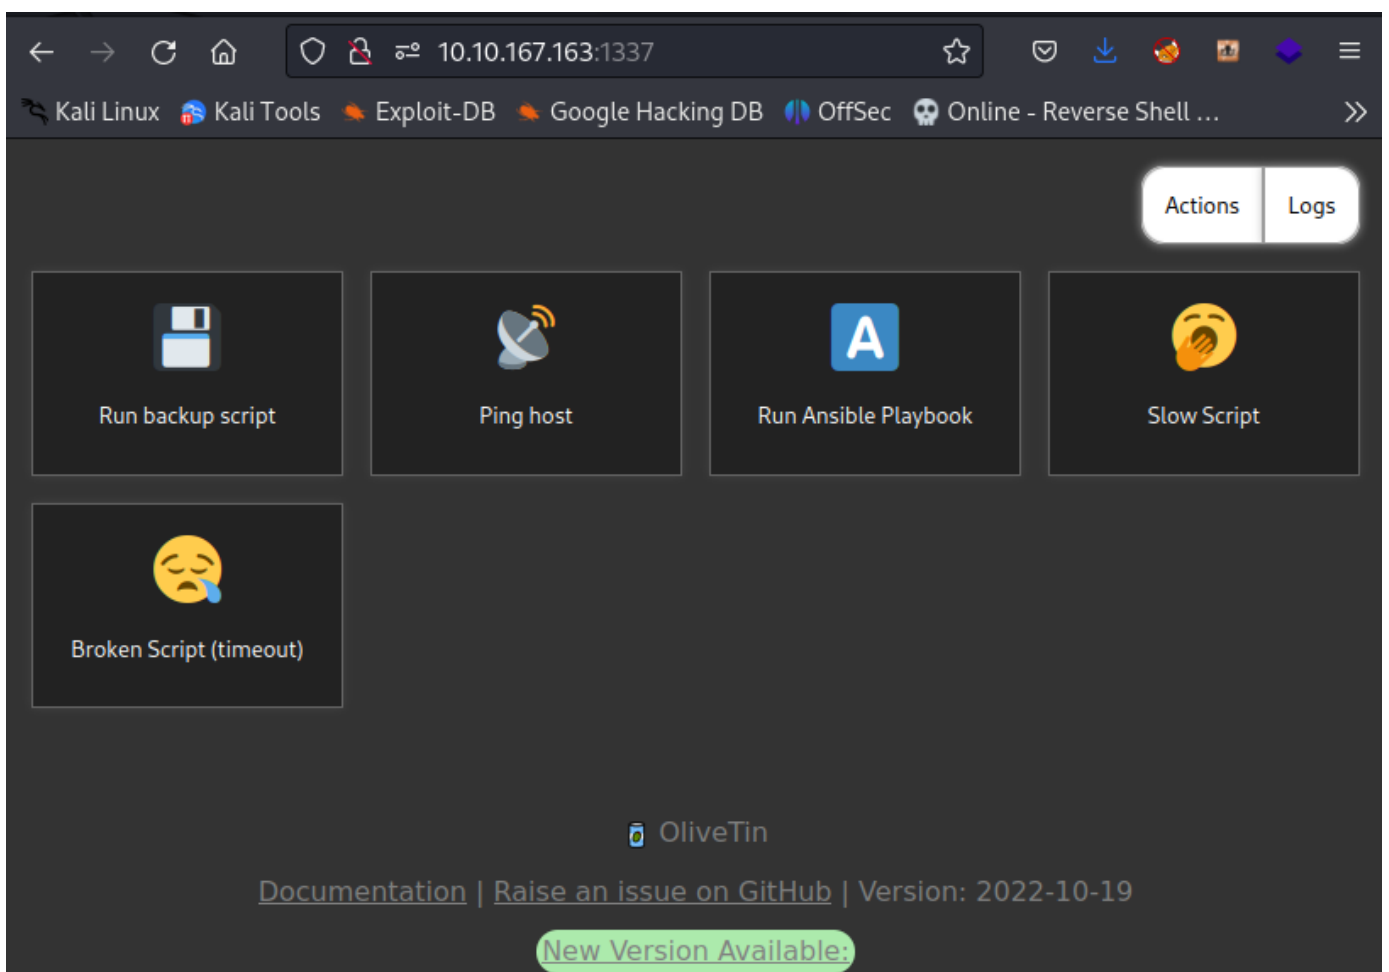 10.10.167.163:1337
Kali Linux Kali Tools Exploit-DB Google Hacking DB OffSec Online - Reverse Shell ...
Actions Logs
Run backup script Ping host Run Ansible Playbook Slow Script
Broken Script (timeout)
OliveTin
Documentation | Raise an issue on GitHub | Version: 2022-10-19
New Version Available: